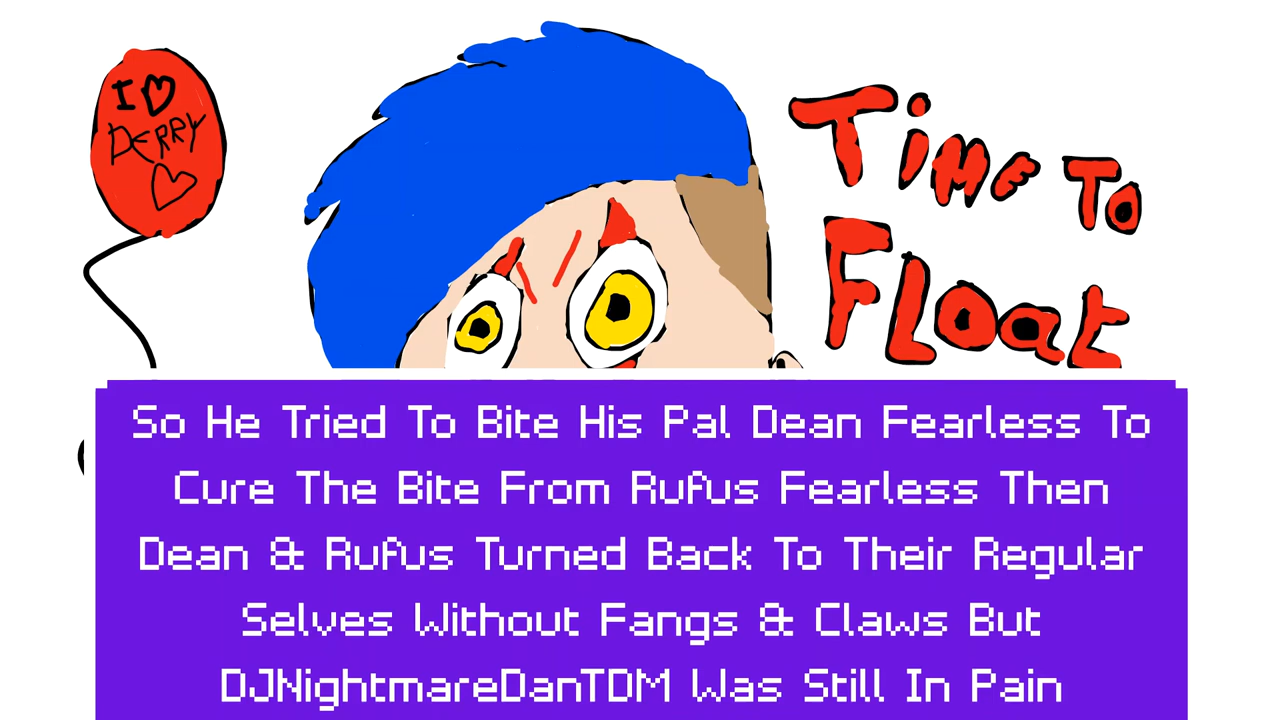 I ♡
DERRY
♡
TiME TO
FLOat
So He Tried To Bite His Pal Dean Fearless To
Cure The Bite From Rufus Fearless Then
Dean & Rufus Turned Back To Their Regular
Selves Without Fangs & Claws But
DJNightmareDanTDM Was Still In Pain